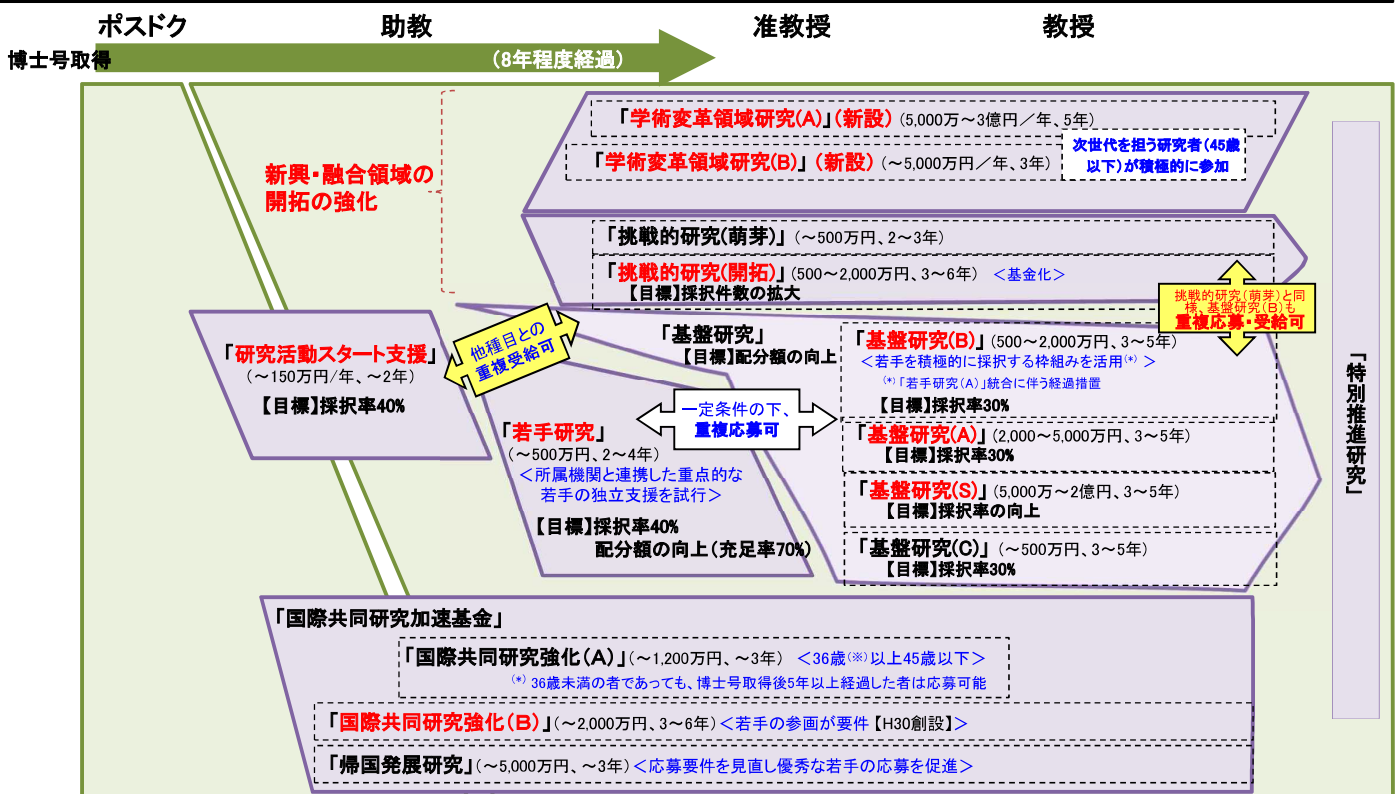 ポスドク 助教 准教授 教授
博士号取得
(8年程度経過)
「学術変革領域研究(A)」(新設) (5,000万～3億円／年、5年)
「学術変革領域研究(B)」(新設) (～5,000万円／年、3年)
次世代を担う研究者(45歳
以下)が積極的に参加
新興・融合領域の
開拓の強化
「挑戦的研究(萌芽)」(～500万円、2～3年)
「挑戦的研究(開拓)」(500～2,000万円、3～6年) ＜基金化＞
【目標】採択件数の拡大
挑戦的研究(萌芽)と同
様、基盤研究(B)も
重複応募・受給可
「研究活動スタート支援」
(～150万円/年、～2年)
【目標】採択率40%
他種目との
重複受給可
「基盤研究」
【目標】配分額の向上
「基盤研究(B)」(500～2,000万円、3～5年)
＜若手を積極的に採択する枠組みを活用(*) ＞
(*)「若手研究(A)」統合に伴う経過措置
【目標】採択率30%
一定条件の下、
重複応募可
「若手研究」
(～500万円、2～4年)
＜所属機関と連携した重点的な
若手の独立支援を試行＞
【目標】採択率40%
配分額の向上(充足率70%)
「基盤研究(A)」(2,000～5,000万円、3～5年)
【目標】採択率30%
「基盤研究(S)」(5,000万～2億円、3～5年)
【目標】採択率の向上
「基盤研究(C)」(～500万円、3～5年)
【目標】採択率30%
「特別推進研究」
「国際共同研究加速基金」
「国際共同研究強化(A)」(～1,200万円、～3年) ＜36歳(※)以上45歳以下＞
(*) 36歳未満の者であっても、博士号取得後5年以上経過した者は応募可能
「国際共同研究強化(B)」(～2,000万円、3～6年)＜若手の参画が要件【H30創設】＞
「帰国発展研究」(～5,000万円、～3年)＜応募要件を見直し優秀な若手の応募を促進＞